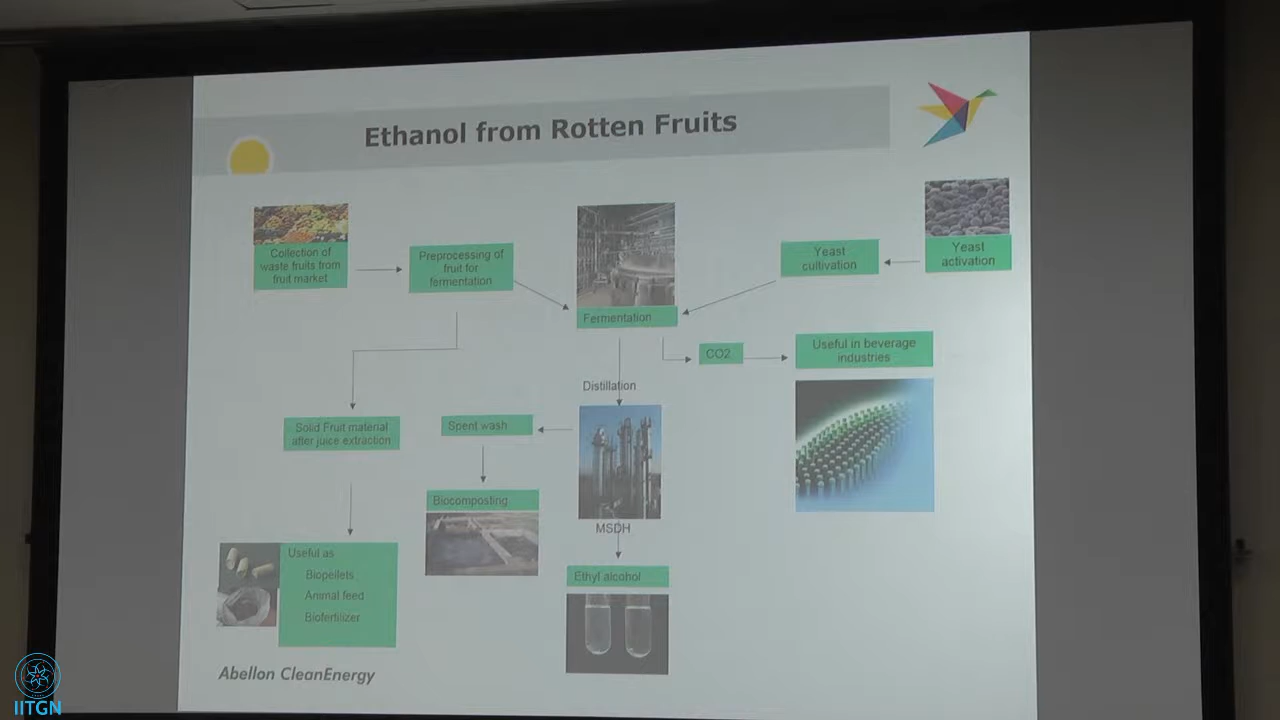 Ethanol from Rotten Fruits
Collection of
waste fruits from
fruit market
Preprocessing of
fruit for
fermentation
Fermentation
Yeast
cultivation
Yeast
activation
CO2
Useful in beverage
industries
Distillation
Solid Fruit material
after juice extraction
Spent wash
Biocomposting
MSDH
Ethyl alcohol
Useful as
Biopellets
Animal feed
Biofertilizer
Abellon CleanEnergy
IITGN